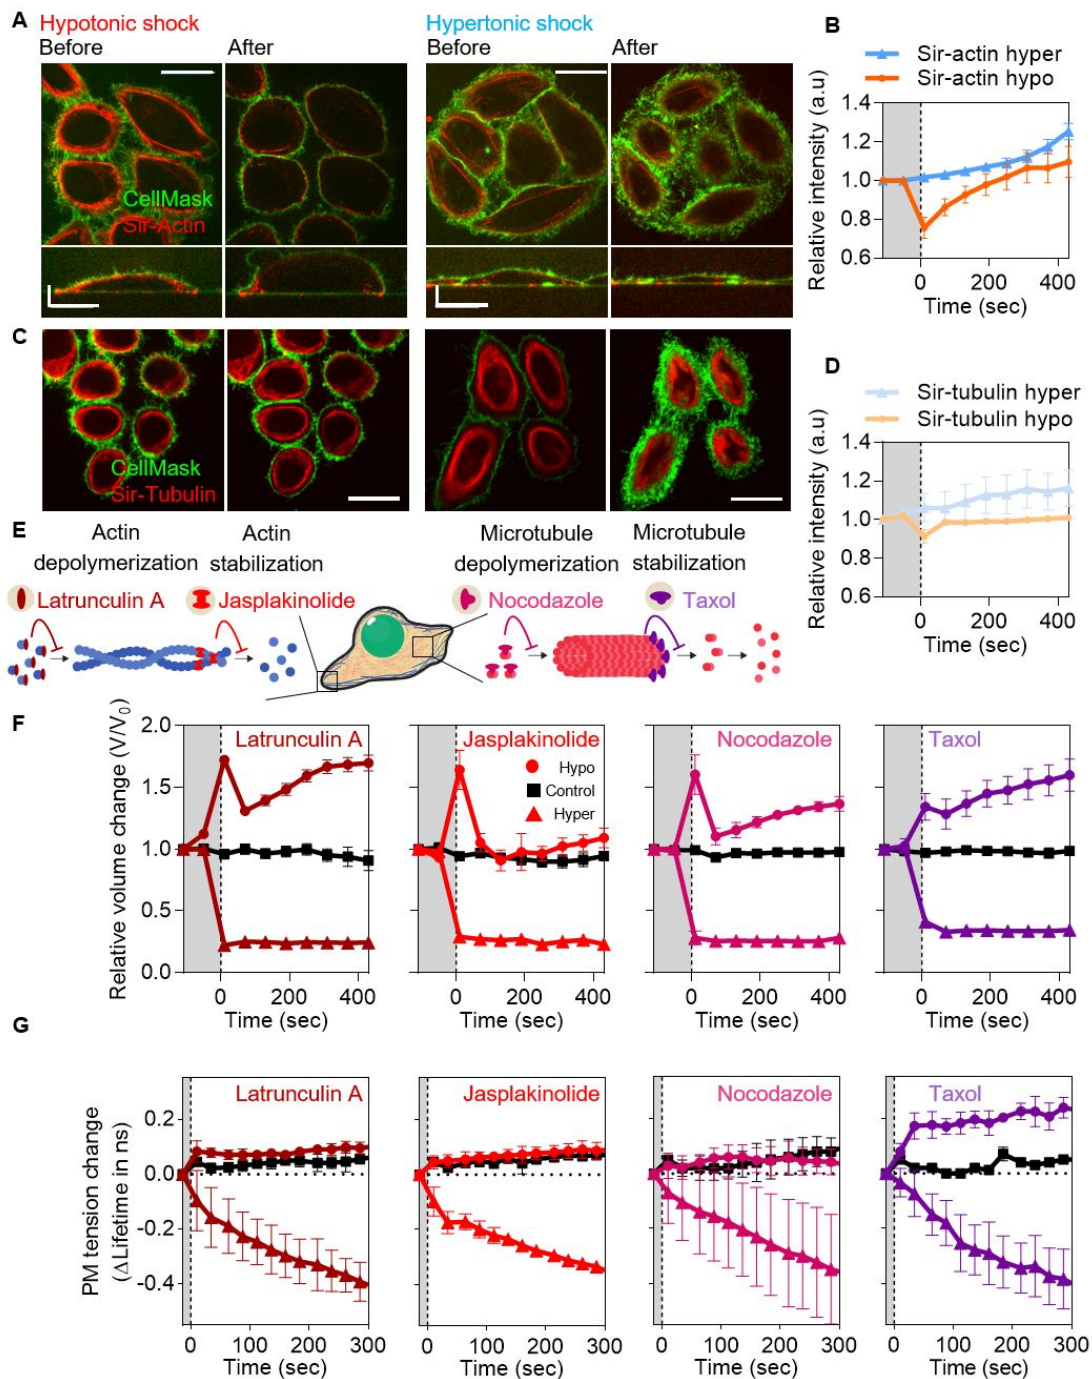 A
Hypotonic shock
Hypertonic shock
Before
After
Before
After
CellMask
Sir-Actin
B
Sir-actin hyper
Sir-actin hypo
Relative intensity (a.u)
1.4
1.2
1.0
0.8
0.6
0
200
400
Time (sec)
C
CellMask
Sir-Tubulin
D
Sir-tubulin hyper
Sir-tubulin hypo
Relative intensity (a.u)
1.4
1.2
1.0
0.8
0.6
0
200
400
Time (sec)
E
Actin
depolymerization
Actin
stabilization
Microtubule
depolymerization
Microtubule
stabilization
Latrunculin A
Jasplakinolide
Nocodazole
Taxol
F
Relative volume change (V/V0)
2.0
1.5
1.0
0.5
0.0
Latrunculin A
0
200
400
Time (sec)
Jasplakinolide
Hypo
Control
Hyper
0
200
400
Time (sec)
Nocodazole
0
200
400
Time (sec)
Taxol
0
200
400
Time (sec)
G
PM tension change
(ΔLifetime in ns)
0.2
0.0
-0.2
-0.4
Latrunculin A
0
100
200
300
Time (sec)
Jasplakinolide
0
100
200
300
Time (sec)
Nocodazole
0
100
200
300
Time (sec)
Taxol
0
100
200
300
Time (sec)